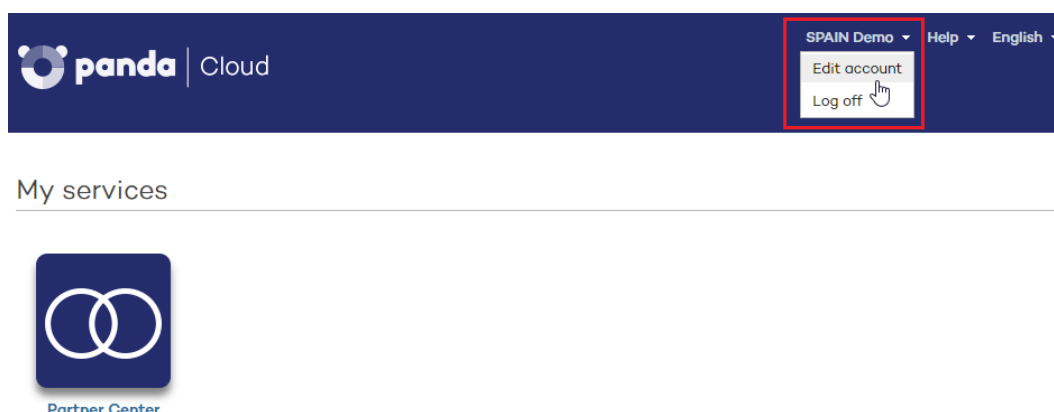 panda | Cloud
SPAIN Demo Help English
Edit account
Log off
My services
Partner Center